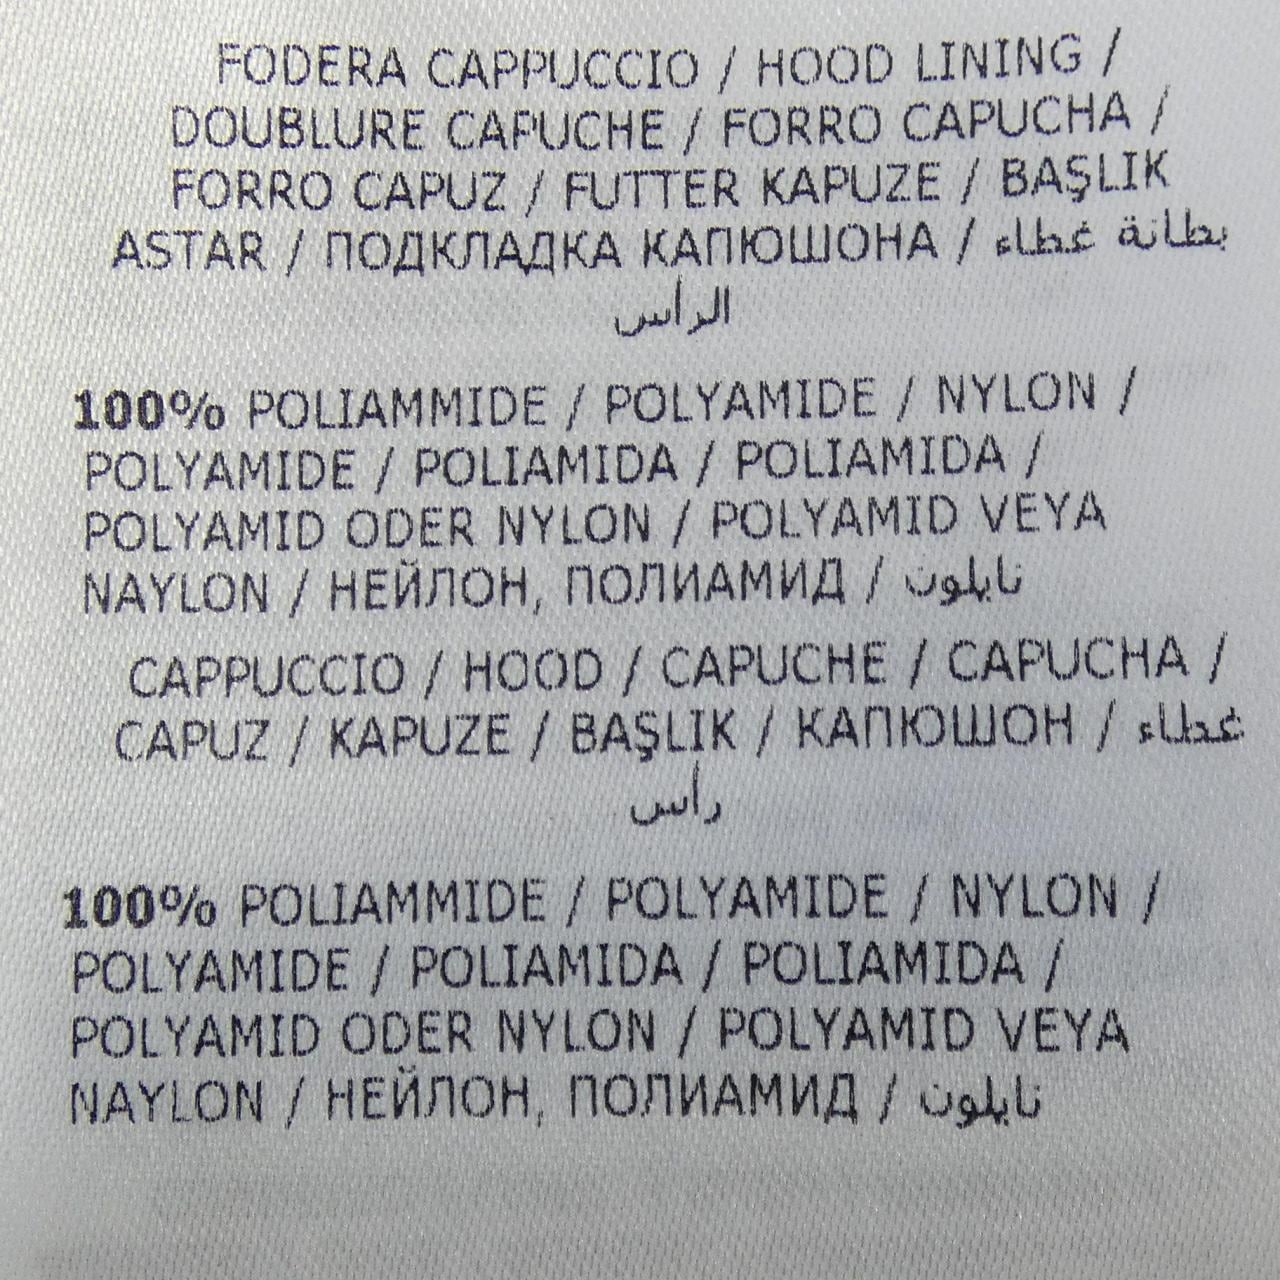 FODERA CAPPUCCIO / HOOD LINING /
DOUBLURE CAPUCHE / FORRO CAPUCHA /
FORRO CAPUZ / FUTTER KAPUZE / BAŞLIK
ASTAR / ПОДКЛАДКА КАПЮШОНА / بطانة غطاء
الرأس
100% POLIAMMIDE / POLYAMIDE / NYLON /
POLYAMIDE / POLIAMIDA / POLIAMIDA /
POLYAMID ODER NYLON / POLYAMID VEYA
NAYLON / НЕЙЛОН, ПОЛИАМИД / نايلون
CAPPUCCIO / HOOD / CAPUCHE / CAPUCHA /
CAPUZ / KAPUZE / BAŞLIK / КАПЮШОН / غطاء
رأس
100% POLIAMMIDE / POLYAMIDE / NYLON /
POLYAMIDE / POLIAMIDA / POLIAMIDA /
POLYAMID ODER NYLON / POLYAMID VEYA
NAYLON / НЕЙЛОН, ПОЛИАМИД / نايلون